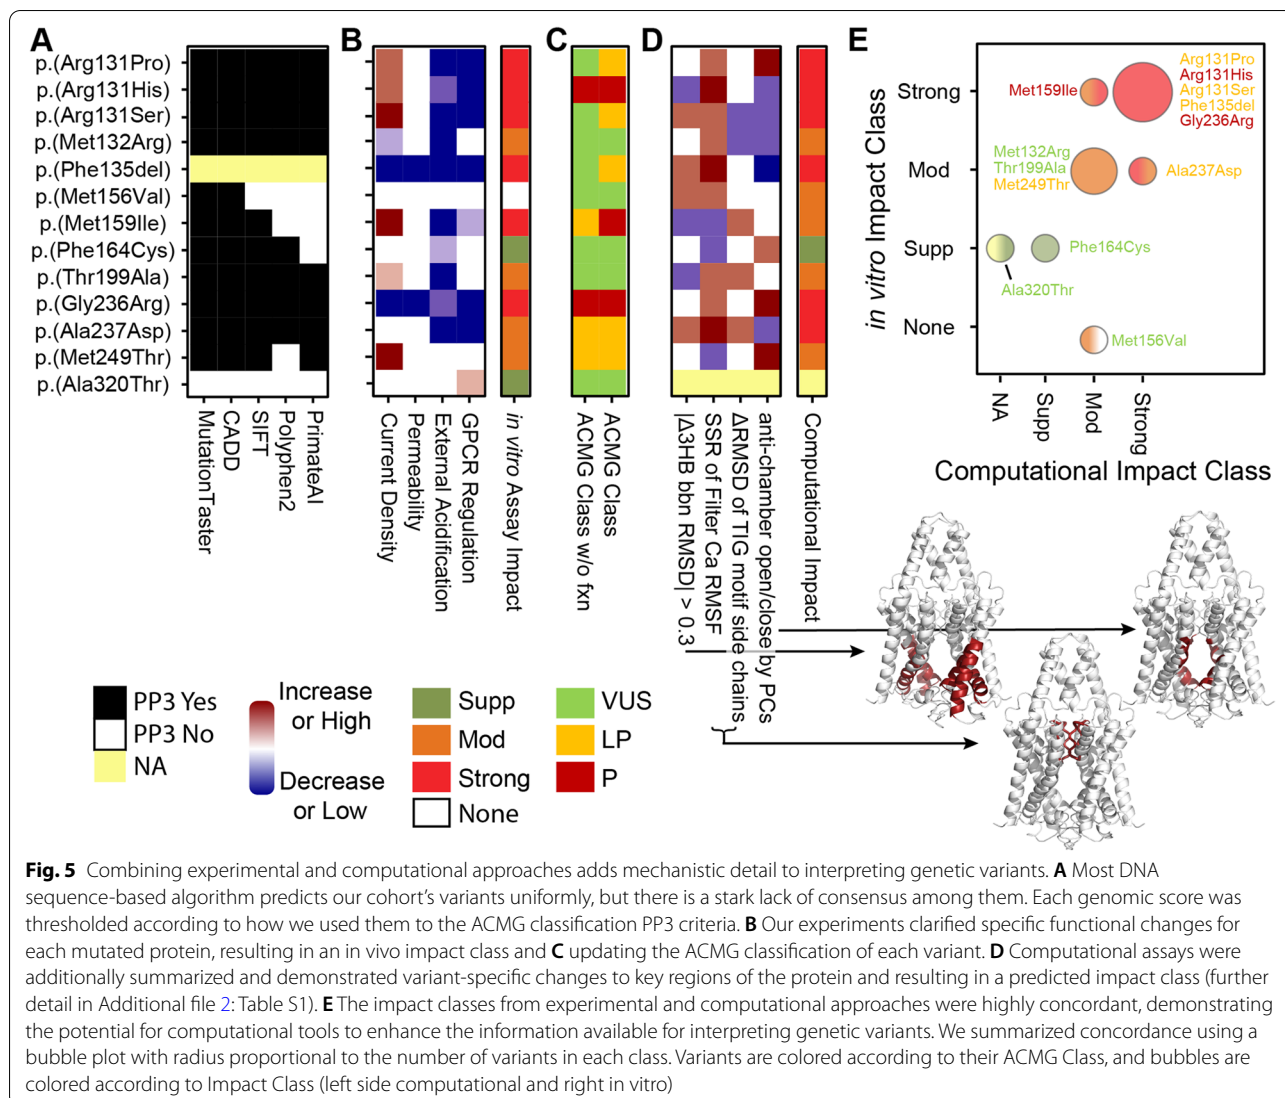 A
B
C
D
E
p.(Arg131Pro)
p.(Arg131His)
p.(Arg131Ser)
p.(Met132Arg)
p.(Phe135del)
p.(Met156Val)
p.(Met159Ile)
p.(Phe164Cys)
p.(Thr199Ala)
p.(Gly236Arg)
p.(Ala237Asp)
p.(Met249Thr)
p.(Ala320Thr)
MutationTaster
CADD
SIFT
Polyphen2
PrimateAI
Current Density
Permeability
External Acidification
GPCR Regulation
in vitro Assay Impact
ACMG Class w/o fxn
ACMG Class
|Δ3HB bbn RMSD| > 0.3
SSR of Filter Ca RMSF
ΔRMSD of TIG motif side chains
anti-chamber open/close by PCs
Computational Impact
in vitro Impact Class
Strong
Mod
Supp
None
Met159Ile
Arg131Pro
Arg131His
Arg131Ser
Phe135del
Gly236Arg
Met132Arg
Thr199Ala
Met249Thr
Ala237Asp
Phe164Cys
Ala320Thr
Met156Val
NA
Supp
Mod
Strong
Computational Impact Class
PP3 Yes
PP3 No
NA
Increase
or High
Decrease
or Low
Supp
Mod
Strong
None
VUS
LP
P
Fig. 5 Combining experimental and computational approaches adds mechanistic detail to interpreting genetic variants. A Most DNA
sequence-based algorithm predicts our cohort's variants uniformly, but there is a stark lack of consensus among them. Each genomic score was
thresholded according to how we used them to the ACMG classification PP3 criteria. B Our experiments clarified specific functional changes for
each mutated protein, resulting in an in vivo impact class and C updating the ACMG classification of each variant. D Computational assays were
additionally summarized and demonstrated variant-specific changes to key regions of the protein and resulting in a predicted impact class (further
detail in Additional file 2: Table S1). E The impact classes from experimental and computational approaches were highly concordant, demonstrating
the potential for computational tools to enhance the information available for interpreting genetic variants. We summarized concordance using a
bubble plot with radius proportional to the number of variants in each class. Variants are colored according to their ACMG Class, and bubbles are
colored according to Impact Class (left side computational and right in vitro)